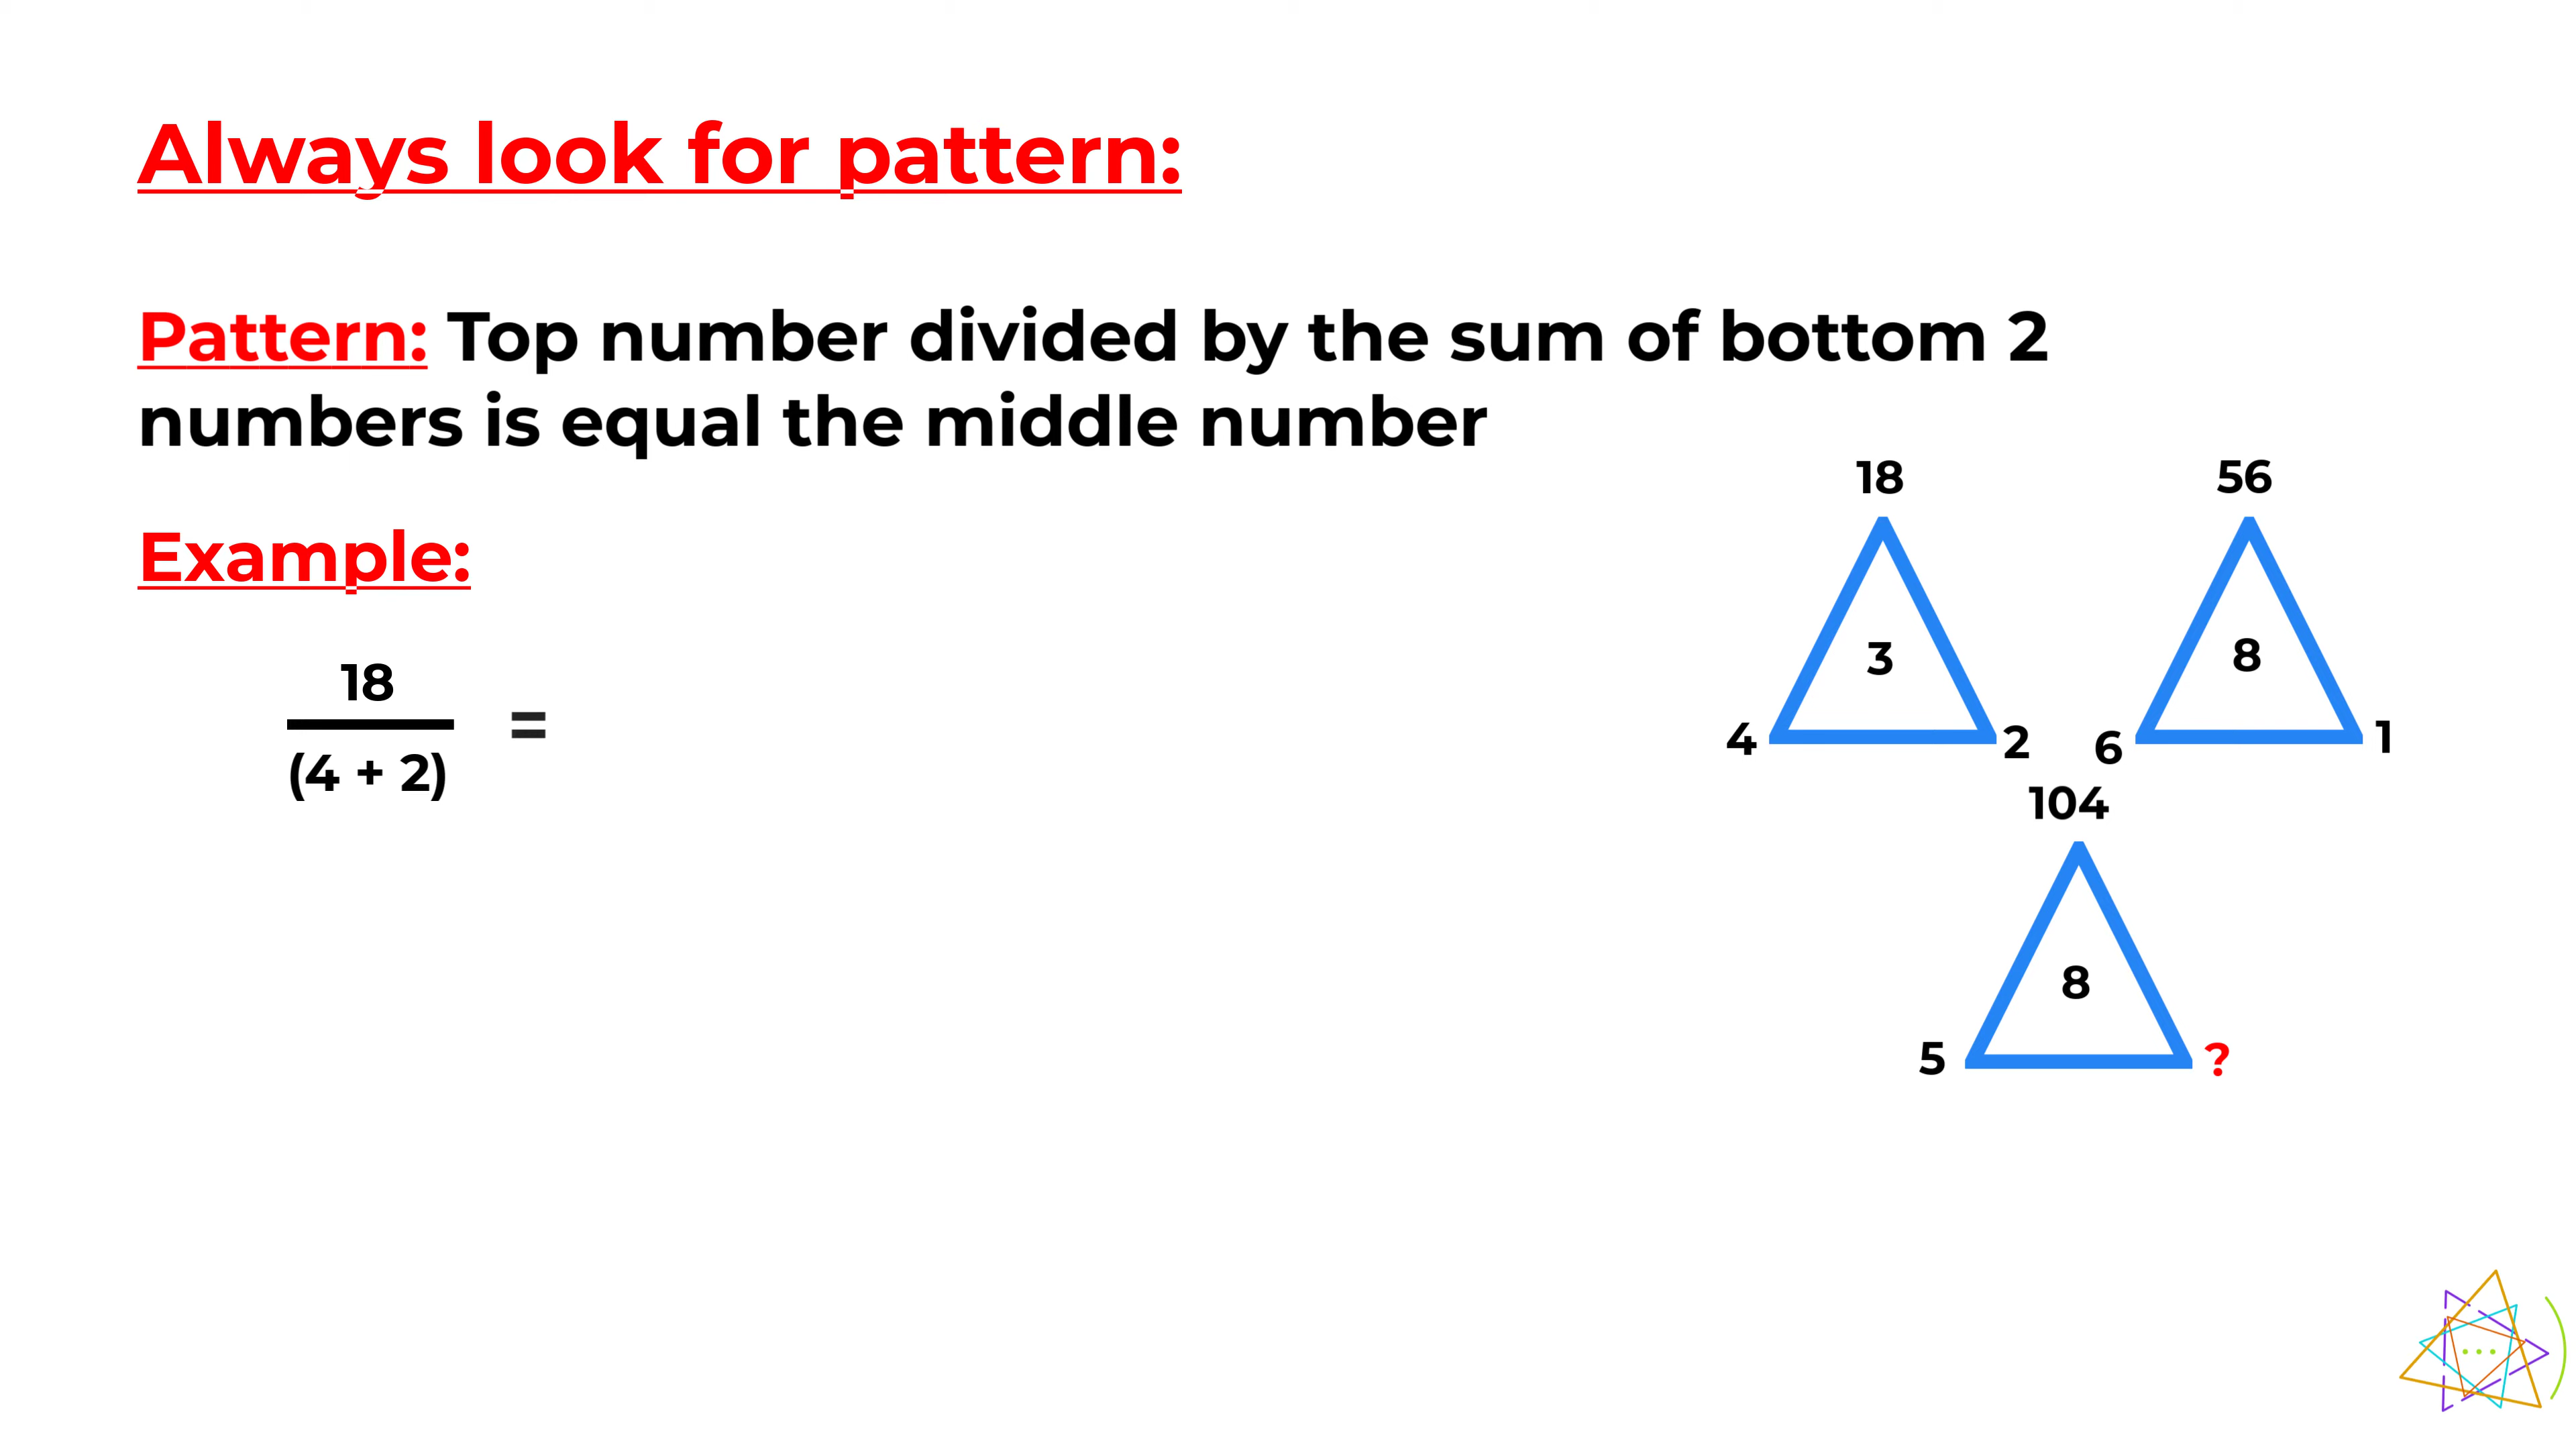 Always look for pattern:
Pattern: Top number divided by the sum of bottom 2
numbers is equal the middle number
Example:
18
(4 + 2)
=
18
3
4
2
56
8
6
1
104
8
5
?